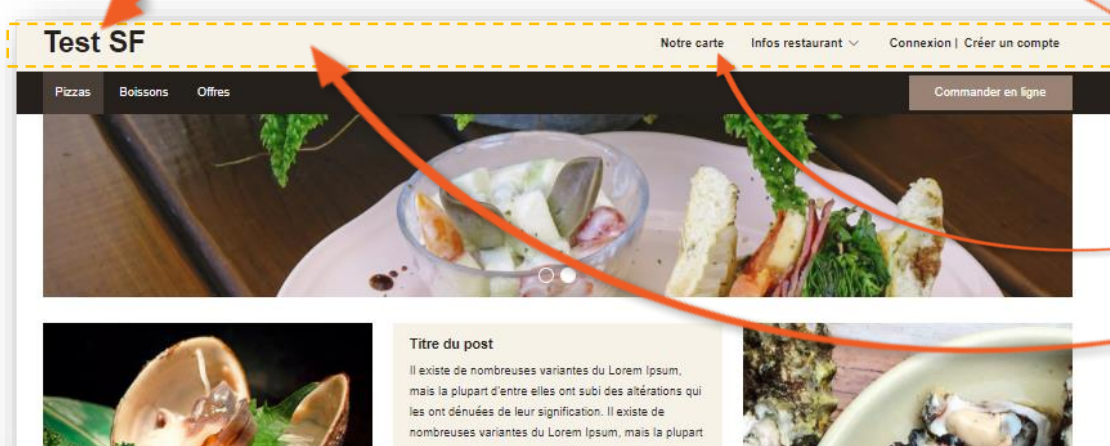 Test SF
Notre carte Infos restaurant Connexion | Créer un compte
Pizzas Boissons Offres Commander en ligne
Titre du post
Il existe de nombreuses variantes du Lorem Ipsum,
mais la plupart d'entre elles ont subi des altérations qui
les ont dénuées de leur signification. Il existe de
nombreuses variantes du Lorem Ipsum, mais la plupart